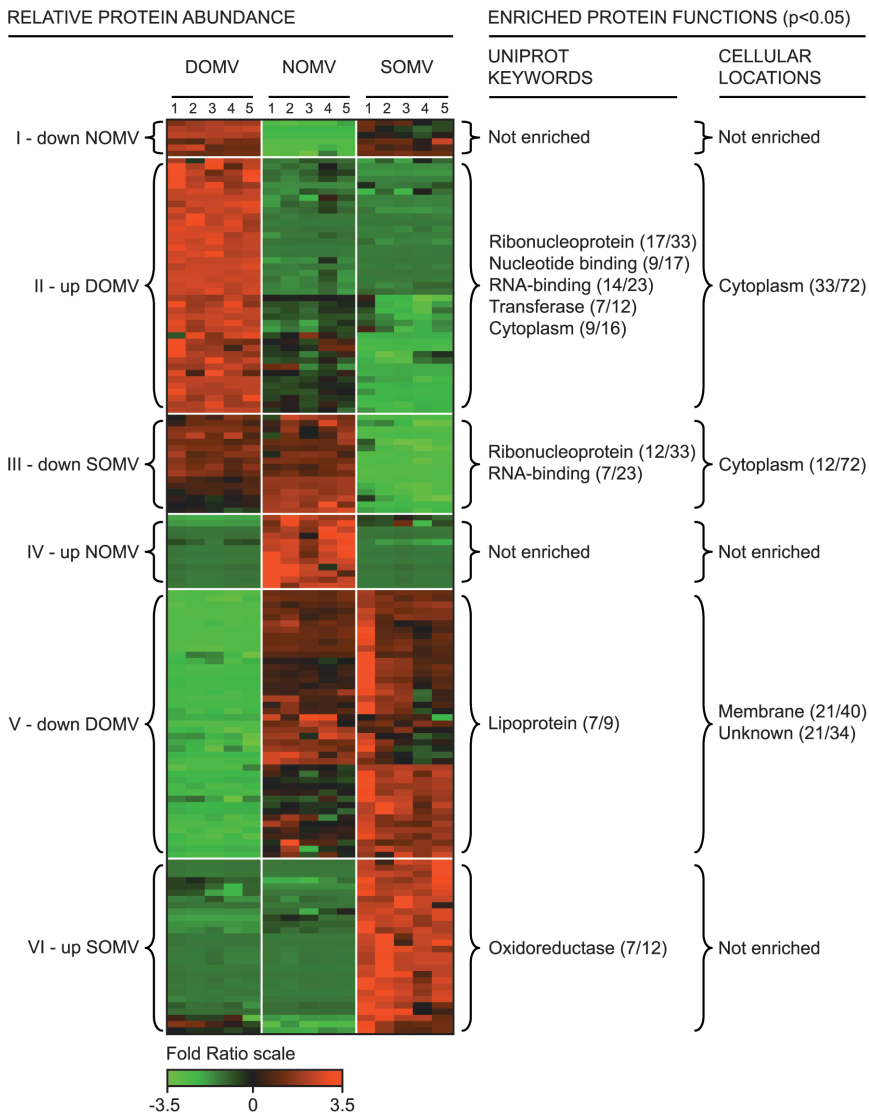 RELATIVE PROTEIN ABUNDANCE
ENRICHED PROTEIN FUNCTIONS (p<0.05)
DOMV
NOMV
SOMV
UNIPROT
KEYWORDS
CELLULAR
LOCATIONS
1 2 3 4 5
1 2 3 4 5
1 2 3 4 5
I - down NOMV
Not enriched
Not enriched
II - up DOMV
Ribonucleoprotein (17/33)
Nucleotide binding (9/17)
RNA-binding (14/23)
Transferase (7/12)
Cytoplasm (9/16)
Cytoplasm (33/72)
III - down SOMV
Ribonucleoprotein (12/33)
RNA-binding (7/23)
Cytoplasm (12/72)
IV - up NOMV
Not enriched
Not enriched
V - down DOMV
Lipoprotein (7/9)
Membrane (21/40)
Unknown (21/34)
VI - up SOMV
Oxidoreductase (7/12)
Not enriched
Fold Ratio scale
-3.5 0 3.5